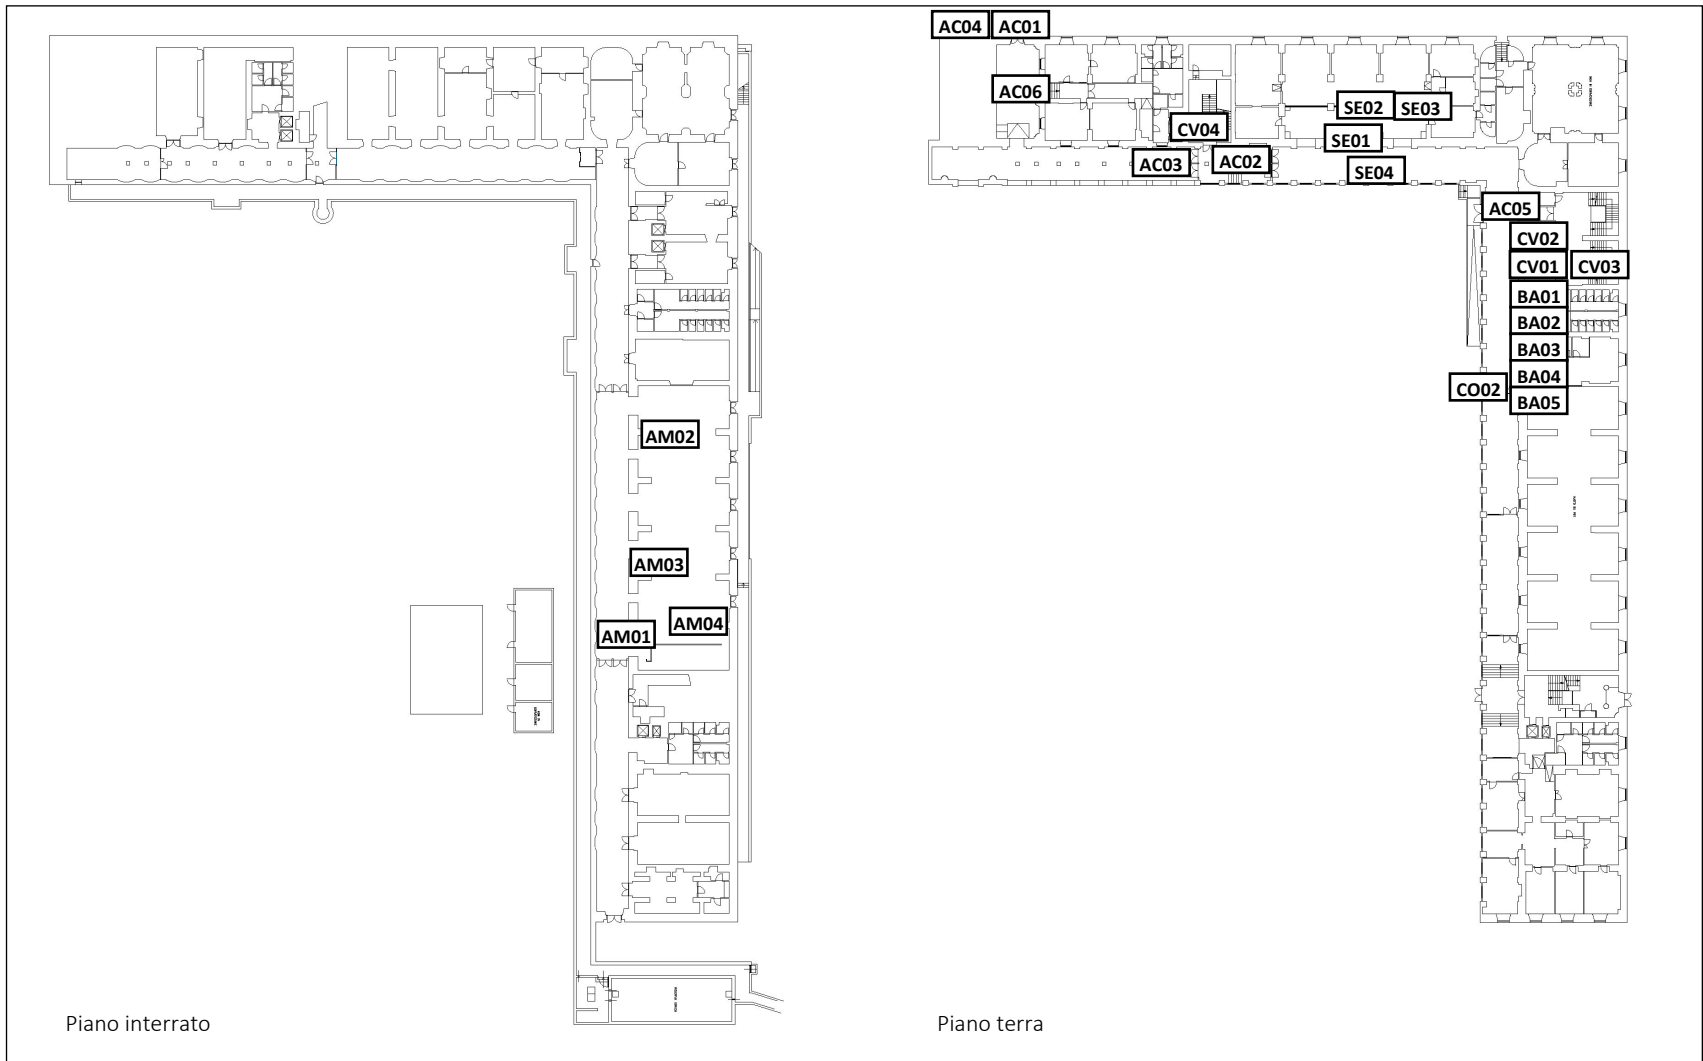 AC04 AC01
AC06
SE02 SE03
CV04
SE01
AC03 AC02
SE04
AC05
CV02
CV01 CV03
BA01
BA02
BA03
BA04
CO02
BA05
AM02
AM03
AM04
AM01
Piano interrato
Piano terra